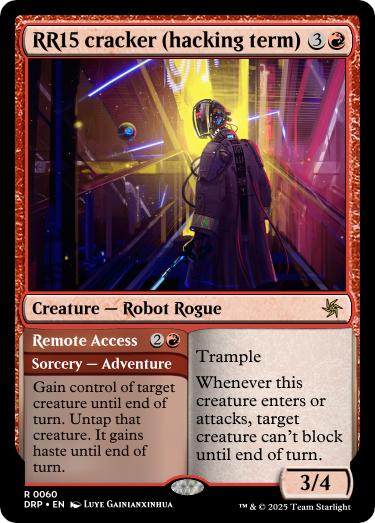 RR15 cracker (hacking term) 3
Creature — Robot Rogue
Remote Access 2
Sorcery — Adventure
Gain control of target
creature until end of
turn. Untap that
creature. It gains
haste until end of
turn.
Trample
Whenever this
creature enters or
attacks, target
creature can't block
until end of turn.
3/4
R 0060
DRP • EN Luye Gainianxinhua
™ & © 2025 Team Starlight